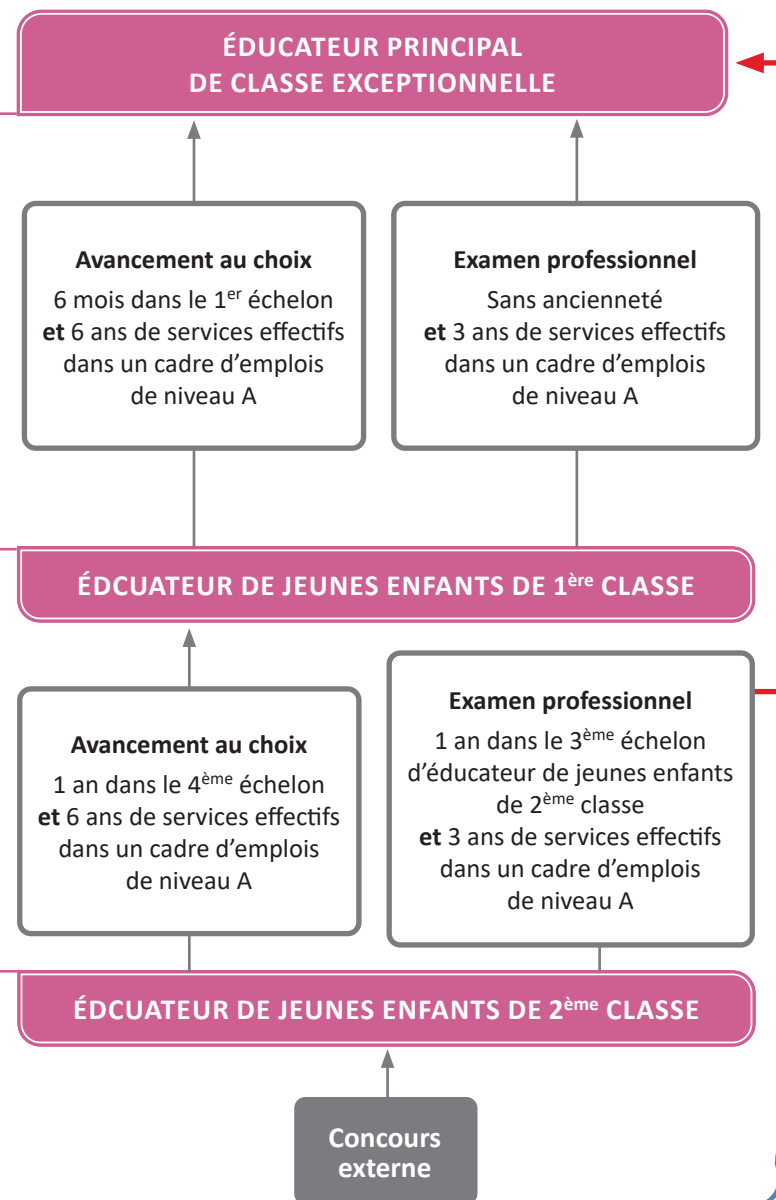 ÉDUCATEUR PRINCIPAL
DE CLASSE EXCEPTIONNELLE
Avancement au choix
6 mois dans le 1er échelon
et 6 ans de services effectifs
dans un cadre d'emplois
de niveau A
Examen professionnel
Sans ancienneté
et 3 ans de services effectifs
dans un cadre d'emplois
de niveau A
ÉDCUATEUR DE JEUNES ENFANTS DE 1ère CLASSE
Avancement au choix
1 an dans le 4ème échelon
et 6 ans de services effectifs
dans un cadre d'emplois
de niveau A
Examen professionnel
1 an dans le 3ème échelon
d'éducateur de jeunes enfants
de 2ème classe
et 3 ans de services effectifs
dans un cadre d'emplois
de niveau A
ÉDCUATEUR DE JEUNES ENFANTS DE 2ème CLASSE
Concours
externe